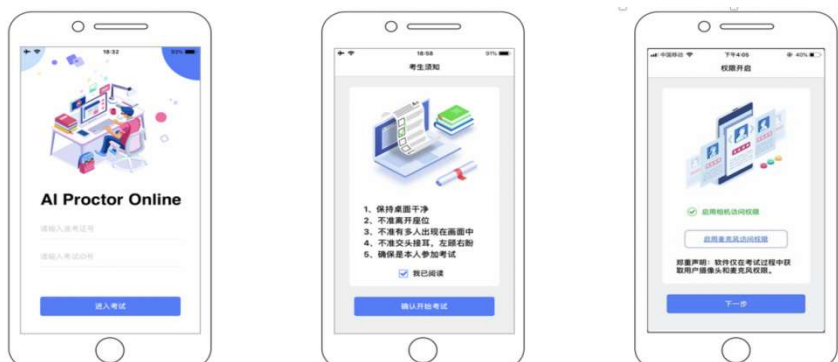 18:32
93%
AI Proctor Online
请输入准考证号
请输入考试ID号
进入考试
18:58
91%
考生须知
1、保持桌面干净
2、不准离开座位
3、不准有多人出现在画面中
4、不准交头接耳，左顾右盼
5、确保是本人参加考试
我已阅读
确认开始考试
中国移动
下午4:05
40%
权限开启
启用相机访问权限
启用麦克风访问权限
郑重声明：软件仅在考试过程中获
取用户摄像头和麦克风权限。
下一步